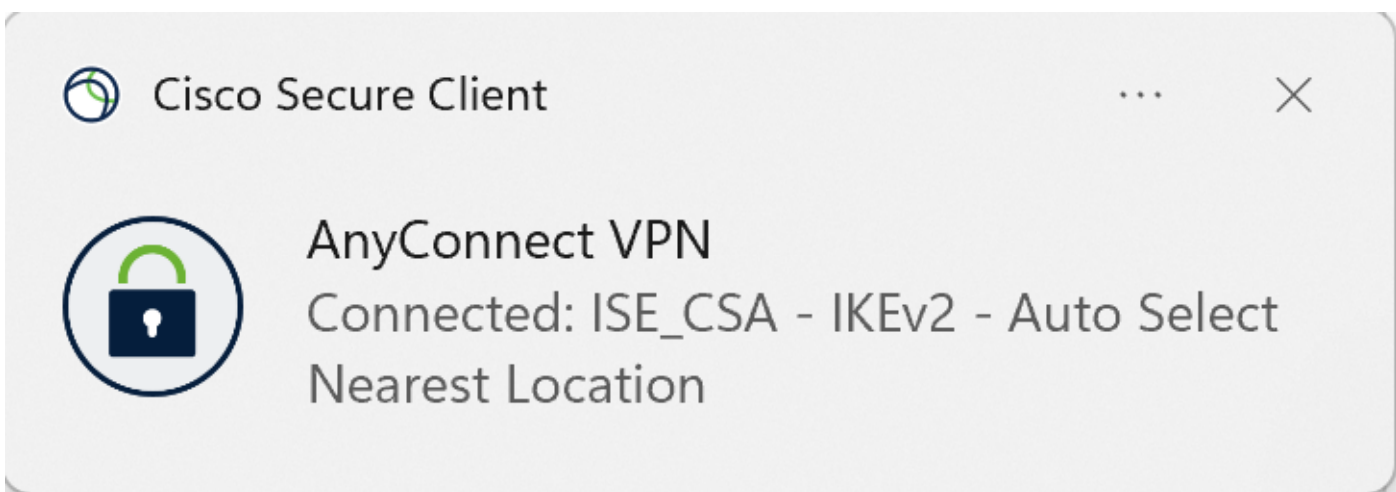 Cisco Secure Client
AnyConnect VPN
Connected: ISE_CSA - IKEv2 - Auto Select
Nearest Location